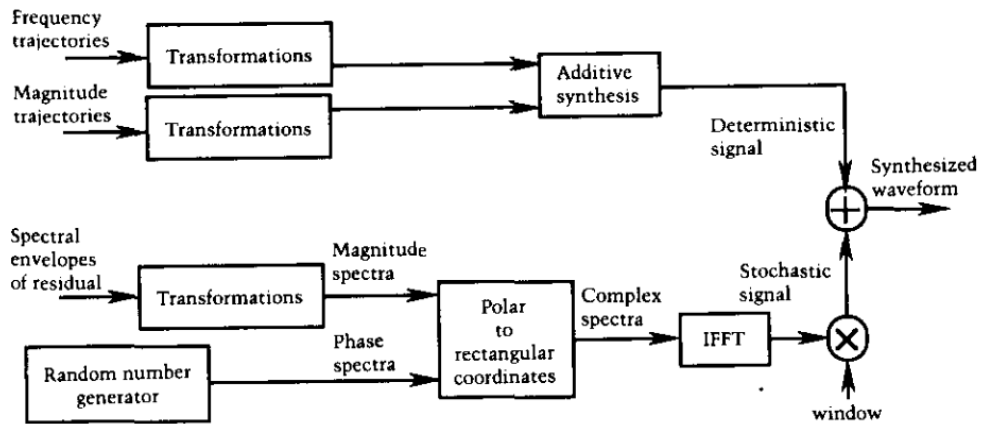 Frequency
trajectories
Transformations
Magnitude
trajectories
Transformations
Additive
synthesis
Deterministic
signal
Synthesized
waveform
Spectral
envelopes
of residual
Transformations
Magnitude
spectra
Random number
generator
Phase
spectra
Polar
to
rectangular
coordinates
Complex
spectra
IFFT
Stochastic
signal
window